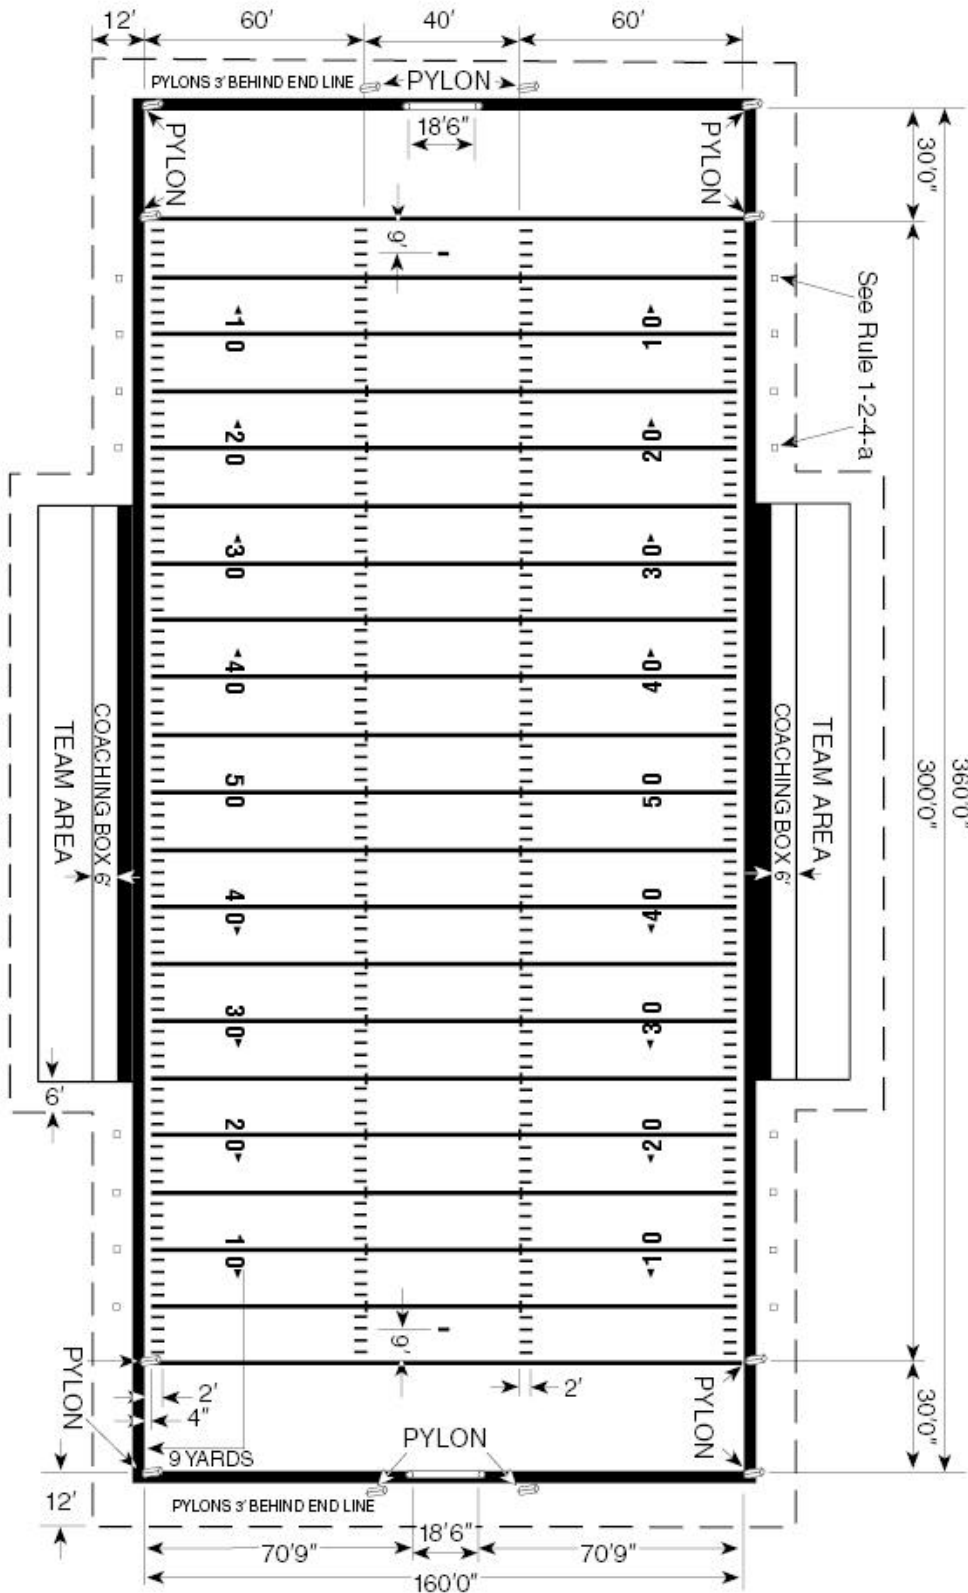 12' 60' 40' 60'
PYLONS 3' BEHIND END LINE PYLON
18'6"
PYLON PYLON
30'0"
9'
See Rule 1-2-4-a
10 10
20 20
30 30
40 40
50 50
40 40
30 30
20 20
10 10
TEAM AREA
COACHING BOX 6'
COACHING BOX 6'
TEAM AREA
300'0"
360'0"
6'
9'
PYLON
2' 2'
4"
PYLON
30'0"
9 YARDS
PYLON
12'
PYLONS 3' BEHIND END LINE
18'6"
70'9" 70'9"
160'0"